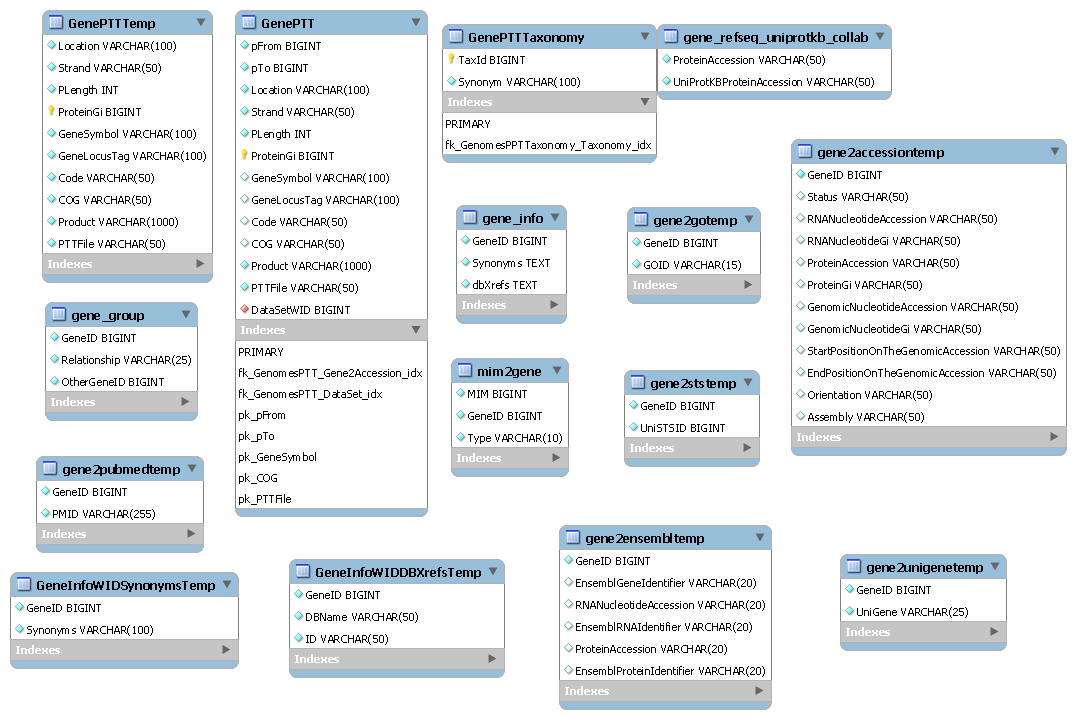 GenePTTTemp
Location VARCHAR(100)
Strand VARCHAR(50)
PLength INT
ProteinGi BIGINT
GeneSymbol VARCHAR(100)
GeneLocusTag VARCHAR(100)
Code VARCHAR(50)
COG VARCHAR(50)
Product VARCHAR(1000)
PTTFile VARCHAR(50)
Indexes
GenePTT
pFrom BIGINT
pTo BIGINT
Location VARCHAR(100)
Strand VARCHAR(50)
PLength INT
ProteinGi BIGINT
GeneSymbol VARCHAR(100)
GeneLocusTag VARCHAR(100)
Code VARCHAR(50)
COG VARCHAR(50)
Product VARCHAR(1000)
PTTFile VARCHAR(50)
DataSetWID BIGINT
Indexes
PRIMARY
fk_GenomesPTT_Gene2Accession_idx
fk_GenomesPTT_DataSet_idx
pk_pFrom
pk_pTo
pk_GeneSymbol
pk_COG
pk_PTTFile
GenePTTTaxonomy
TaxId BIGINT
Synonym VARCHAR(100)
Indexes
PRIMARY
fk_GenomesPPTTaxonomy_Taxonomy_idx
gene_refseq_uniprotkb_collab
ProteinAccession VARCHAR(50)
UniProtKBProteinAccession VARCHAR(50)
gene2accessiontemp
GeneID BIGINT
Status VARCHAR(50)
RNANucleotideAccession VARCHAR(50)
RNANucleotideGi VARCHAR(50)
ProteinAccession VARCHAR(50)
ProteinGi VARCHAR(50)
GenomicNucleotideAccession VARCHAR(50)
GenomicNucleotideGi VARCHAR(50)
StartPositionOnTheGenomicAccession VARCHAR(50)
EndPositionOnTheGenomicAccession VARCHAR(50)
Orientation VARCHAR(50)
Assembly VARCHAR(50)
Indexes
gene_info
GeneID BIGINT
Synonyms TEXT
dbXrefs TEXT
Indexes
gene2gotemp
GeneID BIGINT
GOID VARCHAR(15)
Indexes
gene_group
GeneID BIGINT
Relationship VARCHAR(25)
OtherGeneID BIGINT
Indexes
mim2gene
MIM BIGINT
GeneID BIGINT
Type VARCHAR(10)
Indexes
gene2ststemp
GeneID BIGINT
UniSTSID BIGINT
Indexes
gene2pubmedtemp
GeneID BIGINT
PMID VARCHAR(255)
Indexes
GeneInfoWIDSynonymsTemp
GeneID BIGINT
Synonyms VARCHAR(100)
Indexes
GeneInfoWIDDBXrefsTemp
GeneID BIGINT
DBName VARCHAR(50)
ID VARCHAR(50)
Indexes
gene2ensembltemp
GeneID BIGINT
EnsemblGeneIdentifier VARCHAR(20)
RNANucleotideAccession VARCHAR(20)
EnsemblRNAIdentifier VARCHAR(20)
ProteinAccession VARCHAR(20)
EnsemblProteinIdentifier VARCHAR(20)
Indexes
gene2unigenetemp
GeneID BIGINT
UniGene VARCHAR(25)
Indexes